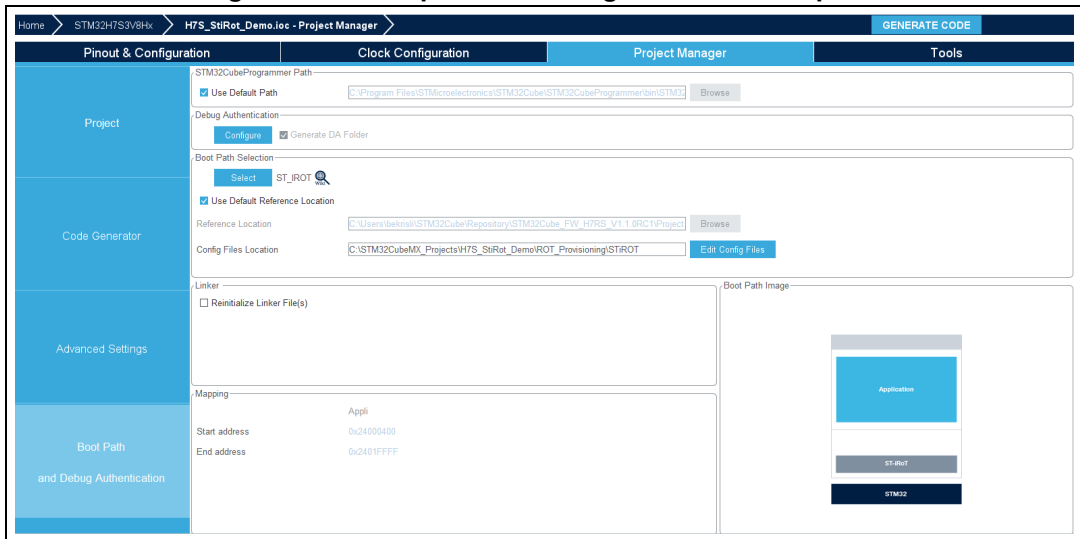 Home STM32H7S3V8Hx H7S_StiRot_Demo.ioc - Project Manager GENERATE CODE
Pinout & Configuration Clock Configuration Project Manager Tools
Project
Code Generator
Advanced Settings
Boot Path
and Debug Authentication
STM32CubeProgrammer Path
Use Default Path C:\Program Files\STMicroelectronics\STM32Cube\STM32CubeProgrammer\bin\STM32 Browse
Debug Authentication
Configure Generate DA Folder
Boot Path Selection
Select ST_IROT
Use Default Reference Location
Reference Location C:\Users\bekrisli\STM32Cube\Repository\STM32Cube_FW_H7RS_V1.1.0RC1\Project Browse
Config Files Location C:\STM32CubeMX_Projects\H7S_StiRot_Demo\ROT_Provisioning\STiROT Edit Config Files
Linker
Reinitialize Linker File(s)
Mapping
Appli
Start address 0x24000400
End address 0x2401FFFF
Boot Path Image
Application
ST-iRoT
STM32